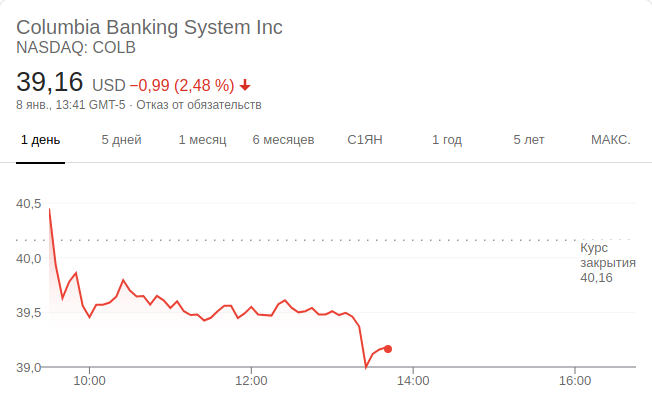 Columbia Banking System Inc
NASDAQ: COLB
39,16 USD −0,99 (2,48 %)
8 янв., 13:41 GMT-5 · Отказ от обязательств
1 день 5 дней 1 месяц 6 месяцев С1ЯН 1 год 5 лет МАКС.
40,5
Курс
40,0
закрытия
40,16
39,5
39,0
10:00 12:00 14:00 16:00